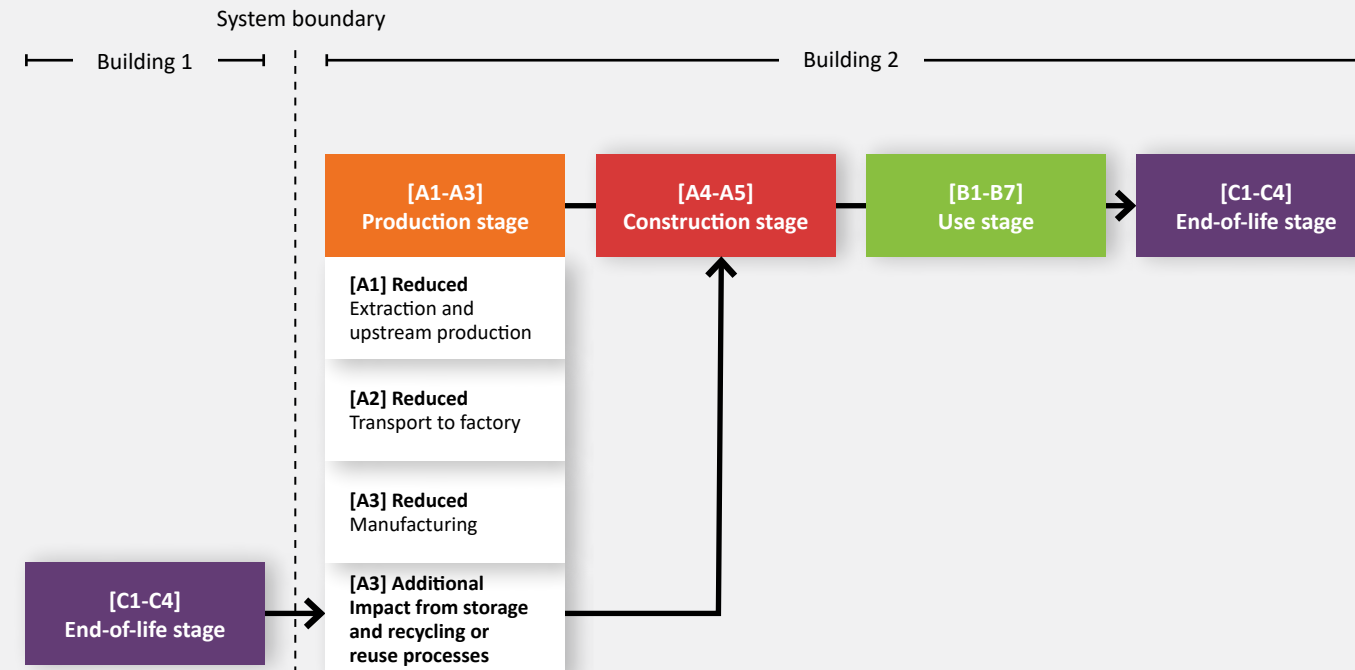 System boundary
Building 1
Building 2
[A1-A3]
Production stage
[A4-A5]
Construction stage
[B1-B7]
Use stage
[C1-C4]
End-of-life stage
[A1] Reduced
Extraction and
upstream production
[A2] Reduced
Transport to factory
[A3] Reduced
Manufacturing
[C1-C4]
End-of-life stage
[A3] Additional
Impact from storage
and recycling or
reuse processes